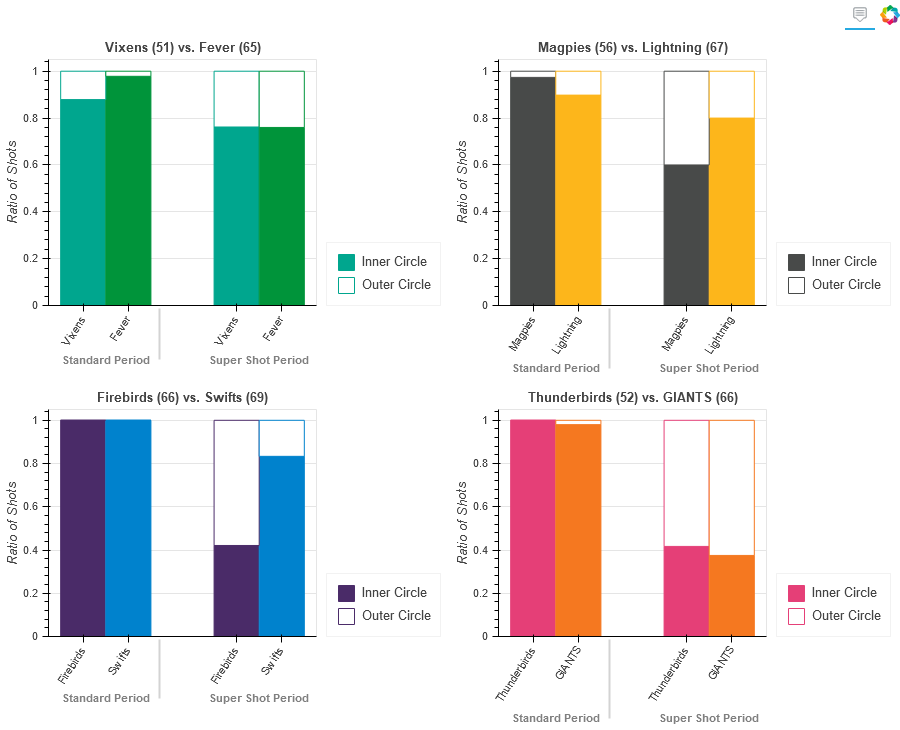 Vixens (51) vs. Fever (65)
1
0.8
0.6
0.4
0.2
0
Ratio of Shots
Vixens
Fever
Vixens
Fever
Standard Period
Super Shot Period
Inner Circle
Outer Circle
Magpies (56) vs. Lightning (67)
1
0.8
0.6
0.4
0.2
0
Ratio of Shots
Magpies
Lightning
Magpies
Lightning
Standard Period
Super Shot Period
Inner Circle
Outer Circle
Firebirds (66) vs. Swifts (69)
1
0.8
0.6
0.4
0.2
0
Ratio of Shots
Firebirds
Swifts
Firebirds
Swifts
Standard Period
Super Shot Period
Inner Circle
Outer Circle
Thunderbirds (52) vs. GIANTS (66)
1
0.8
0.6
0.4
0.2
0
Ratio of Shots
Thunderbirds
GIANTS
Thunderbirds
GIANTS
Standard Period
Super Shot Period
Inner Circle
Outer Circle